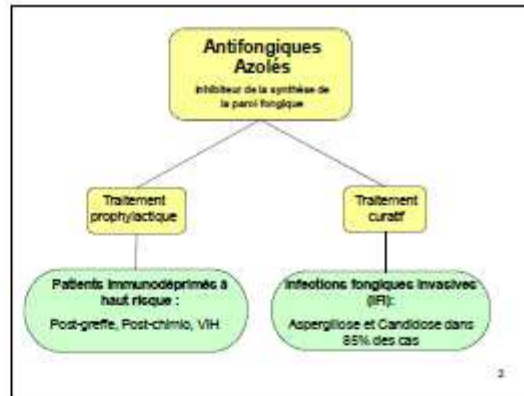 Antifongiques
Azolés
Inhibiteur de la synthèse de
la paroi fongique
Traitement
prophylactique
Traitement
curatif
Patients immunodéprimés à
haut risque :
Post-greffe, Post-chimio, VIH
Infections fongiques invasives
(IFI):
Aspergillose et Candidose dans
85% des cas